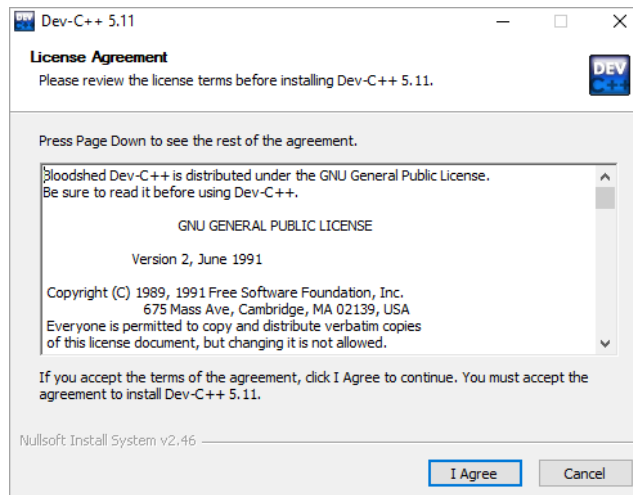 Dev-C++ 5.11
License Agreement
Please review the license terms before installing Dev-C++ 5.11.
DEV
C++
Press Page Down to see the rest of the agreement.
Bloodshed Dev-C++ is distributed under the GNU General Public License.
Be sure to read it before using Dev-C++.
GNU GENERAL PUBLIC LICENSE
Version 2, June 1991
Copyright (C) 1989, 1991 Free Software Foundation, Inc.
675 Mass Ave, Cambridge, MA 02139, USA
Everyone is permitted to copy and distribute verbatim copies
of this license document, but changing it is not allowed.
If you accept the terms of the agreement, click I Agree to continue. You must accept the
agreement to install Dev-C++ 5.11.
Nullsoft Install System v2.46
I Agree
Cancel